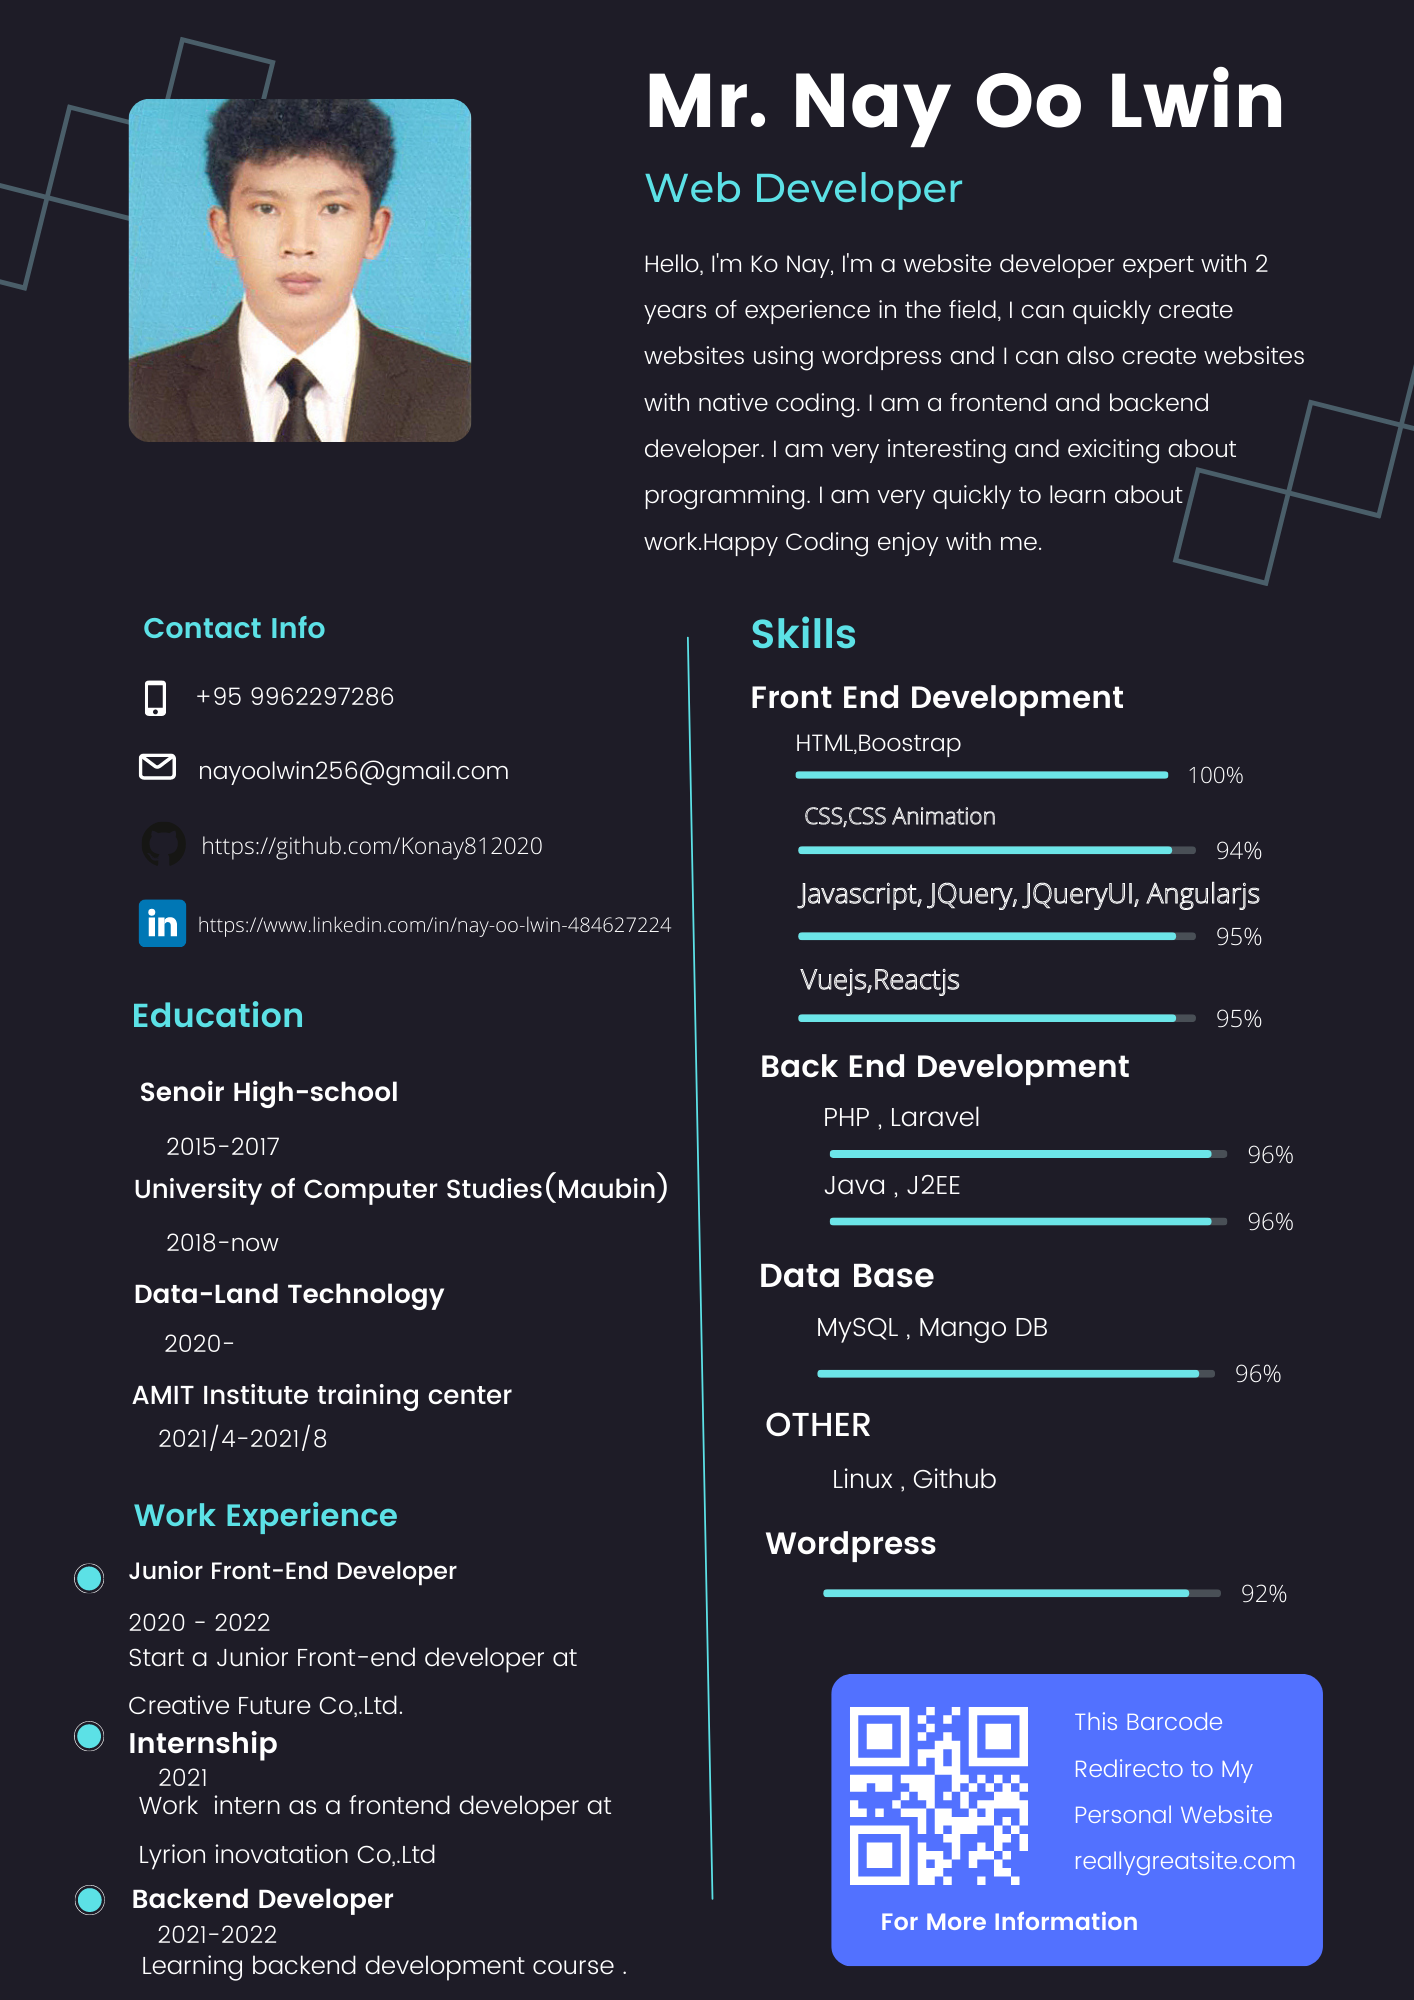 Mr. Nay Oo Lwin
Web Developer
Hello, I'm Ko Nay, I'm a website developer expert with 2
years of experience in the field, I can quickly create
websites using wordpress and I can also create websites
with native coding. I am a frontend and backend
developer. I am very interesting and exiciting about
programming. I am very quickly to learn about
work.Happy Coding enjoy with me.
Contact Info
+95 9962297286
nayoolwin256@gmail.com
https://github.com/Konay812020
in
https://www.linkedin.com/in/nay-oo-lwin-484627224
Education
Senoir High-school
2015-2017
University of Computer Studies(Maubin)
2018-now
Data-Land Technology
2020-
AMIT Institute training center
2021/4-2021/8
Work Experience
Junior Front-End Developer
2020 - 2022
Start a Junior Front-end developer at
Creative Future Co,.Ltd.
Internship
2021
Work  intern as a frontend developer at
Lyrion inovatation Co,.Ltd
Backend Developer
2021-2022
Learning backend development course .
Skills
Front End Development
HTML,Boostrap
100%
CSS,CSS Animation
94%
Javascript, JQuery, JQueryUI, Angularjs
95%
Vuejs,Reactjs
95%
Back End Development
PHP , Laravel
96%
Java , J2EE
96%
Data Base
MySQL , Mango DB
96%
OTHER
Linux , Github
Wordpress
92%
This Barcode
Redirecto to My
Personal Website
reallygreatsite.com
For More Information